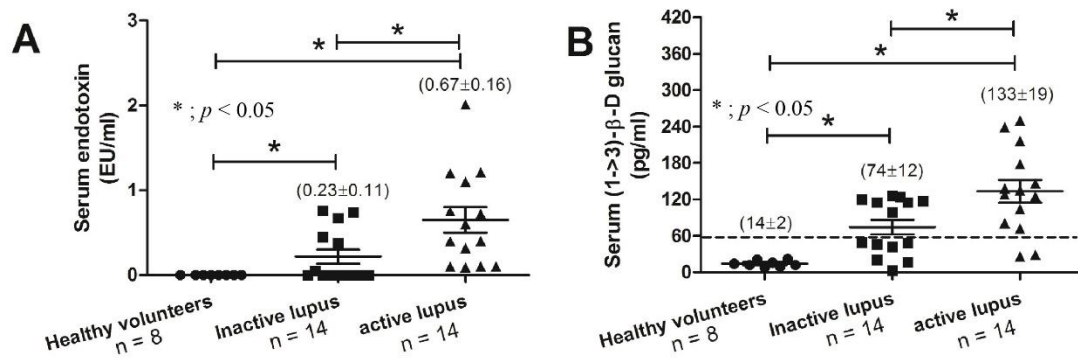 A
Serum endotoxin
(EU/ml)
3
2
1
0
*
*
(0.67±0.16)
* ; p < 0.05
*
(0.23±0.11)
Healthy volunteers
n = 8
Inactive lupus
n = 14
active lupus
n = 14
B
Serum (1->3)-β-D glucan
(pg/ml)
420
360
300
240
180
120
60
0
*
*
(133±19)
* ; p < 0.05
*
(74±12)
(14±2)
Healthy volunteers
n = 8
Inactive lupus
n = 14
active lupus
n = 14